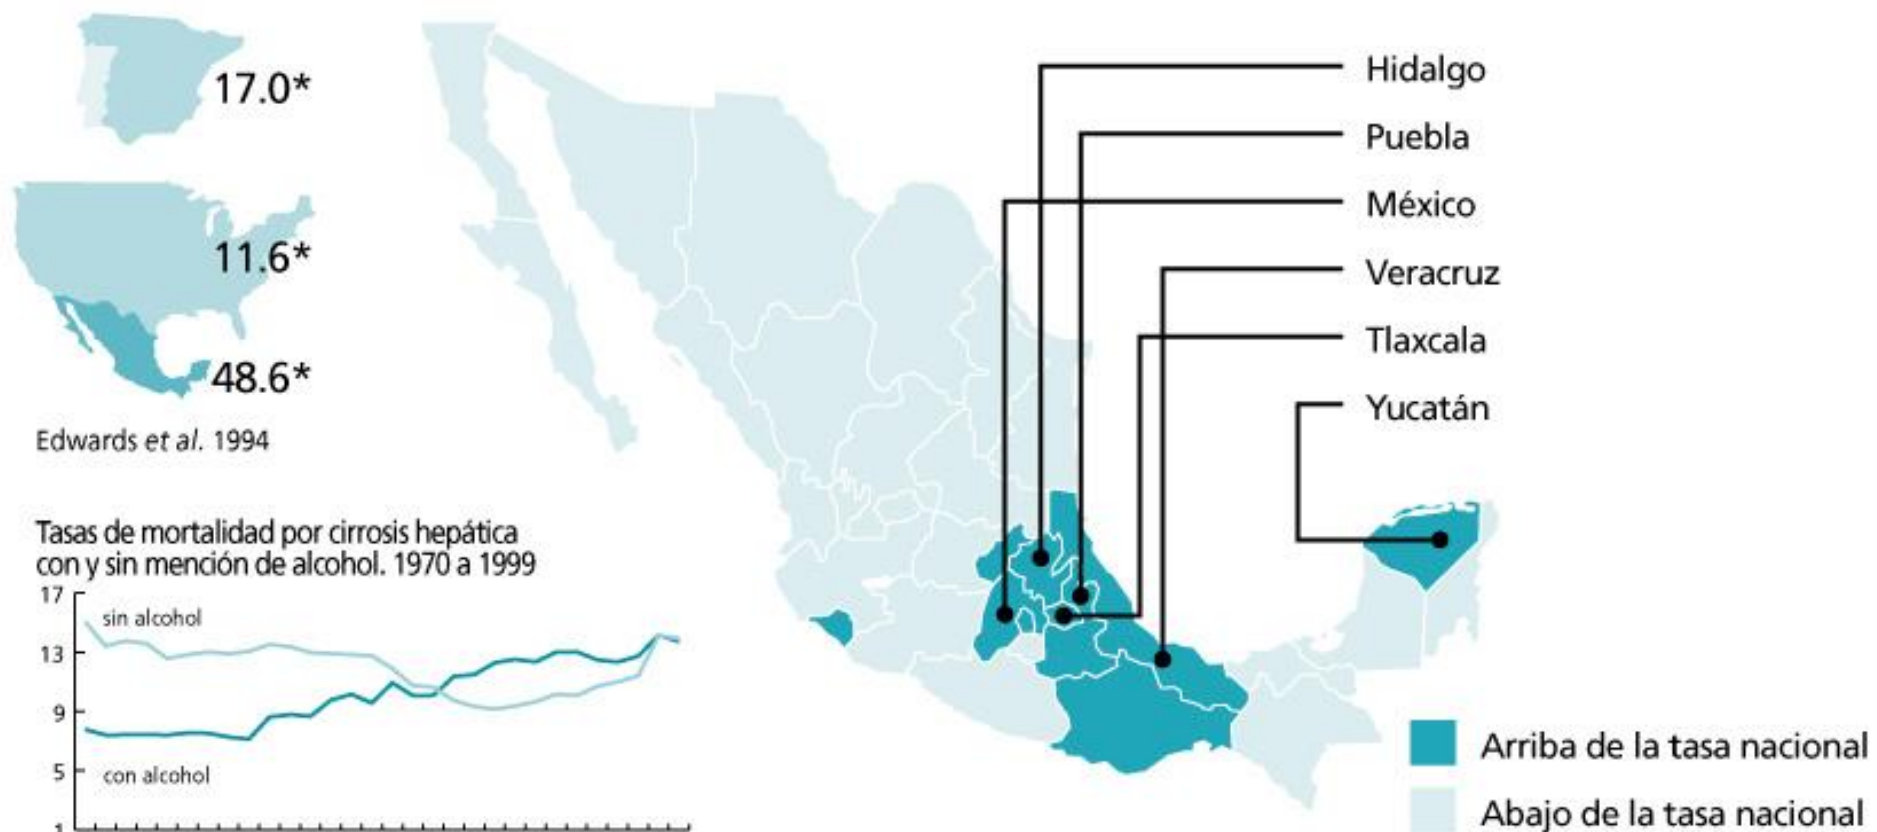 17.0*
11.6*
48.6*
Edwards et al. 1994
Tasas de mortalidad por cirrosis hepática
con y sin mención de alcohol. 1970 a 1999
17
sin alcohol
13
9
5
con alcohol
1
Hidalgo
Puebla
México
Veracruz
Tlaxcala
Yucatán
Arriba de la tasa nacional
Abajo de la tasa nacional